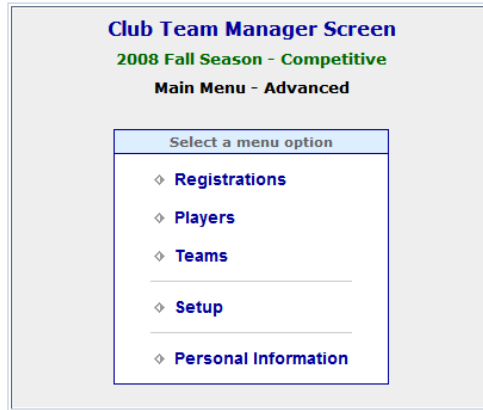 Club Team Manager Screen
2008 Fall Season - Competitive
Main Menu - Advanced
Select a menu option
Registrations
Players
Teams
Setup
Personal Information